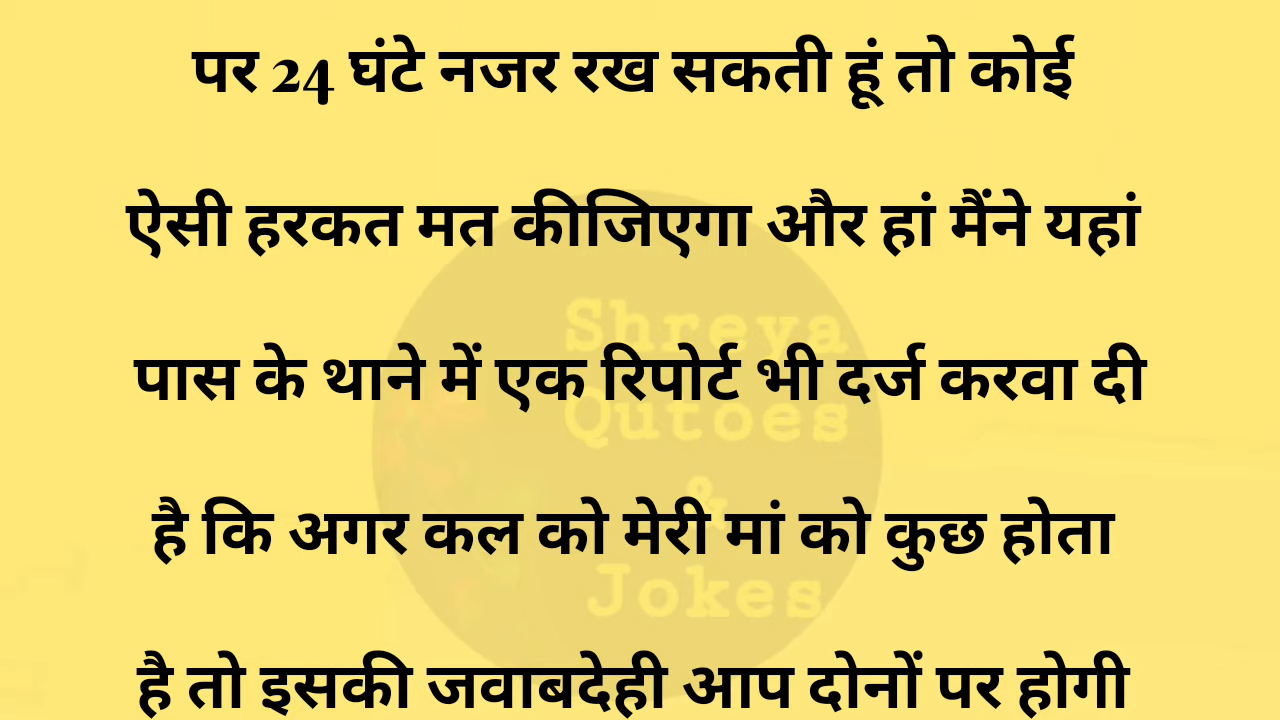 पर 24 घंटे नजर रख सकती हूं तो कोई
ऐसी हरकत मत कीजिएगा और हां मैंने यहां
Shreya
पास के थाने में एक रिपोर्ट भी दर्ज करवा दी
Qutoes
&
है कि अगर कल को मेरी मां को कुछ होता
Jokes
है तो इसकी जवाबदेही आप दोनों पर होगी